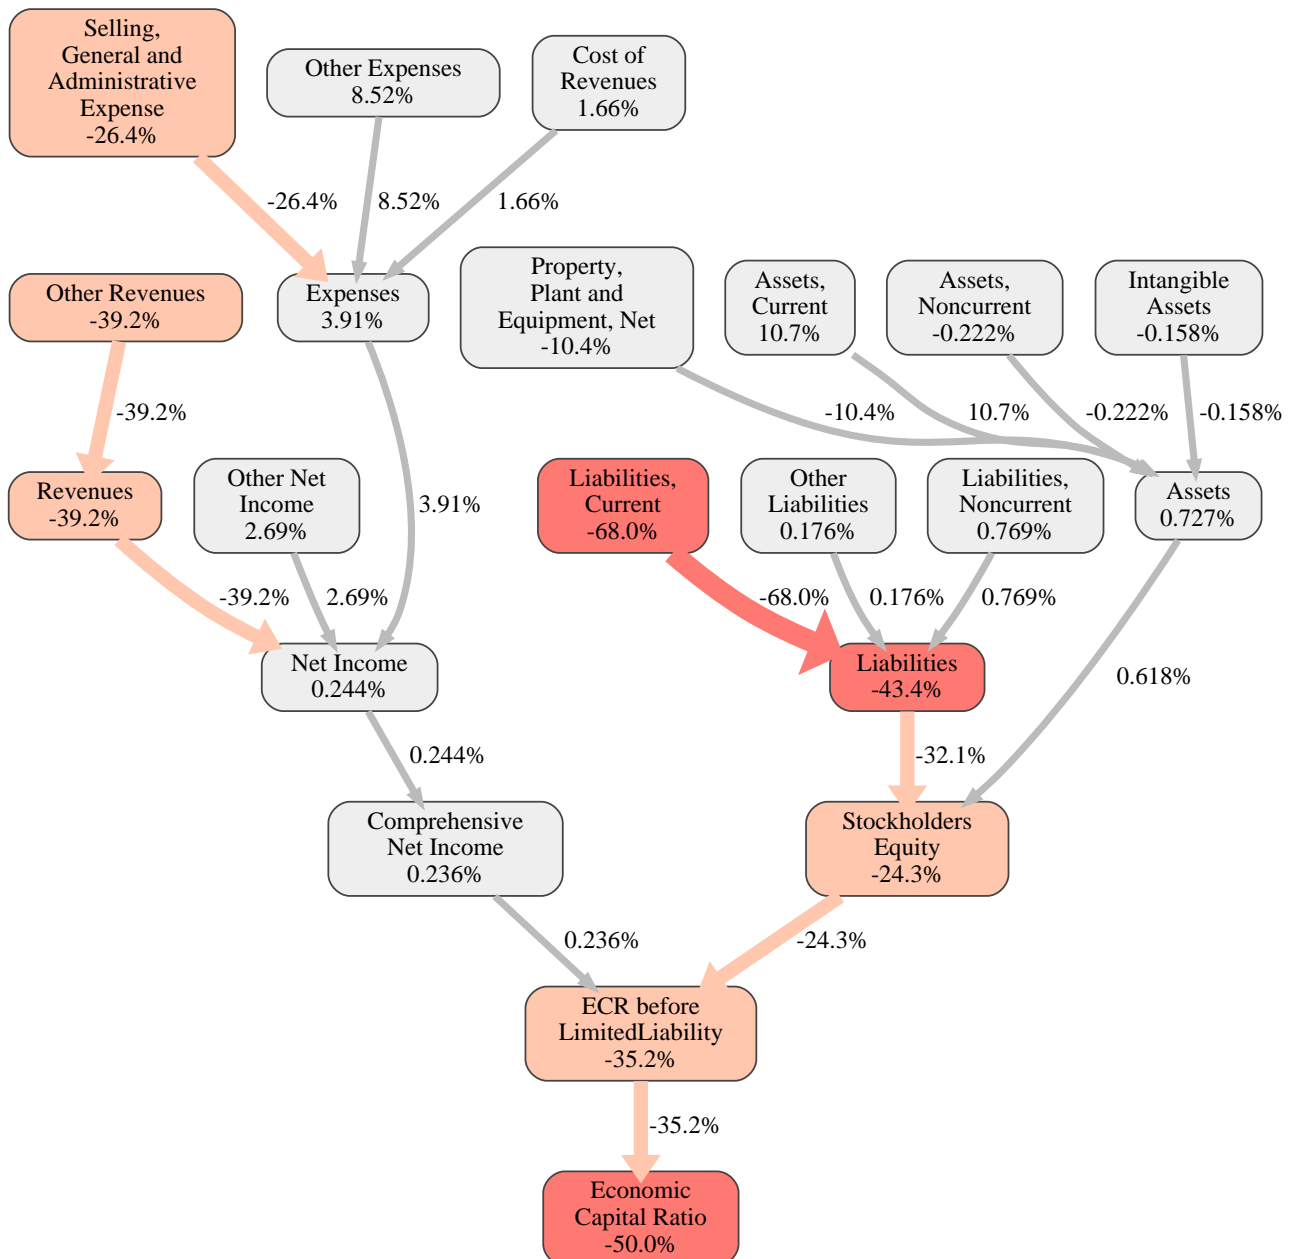 Selling,
General and
Administrative
Expense
-26.4%
Other Expenses
8.52%
Cost of
Revenues
1.66%
-26.4%
8.52%
1.66%
Other Revenues
-39.2%
Expenses
3.91%
Property,
Plant and
Equipment, Net
-10.4%
Assets,
Current
10.7%
Assets,
Noncurrent
-0.222%
Intangible
Assets
-0.158%
-39.2%
-10.4%
10.7%
-0.222%
-0.158%
Revenues
-39.2%
Other Net
Income
2.69%
3.91%
Liabilities,
Current
-68.0%
Other
Liabilities
0.176%
Liabilities,
Noncurrent
0.769%
Assets
0.727%
-39.2%
2.69%
-68.0%
0.176%
0.769%
Net Income
0.244%
Liabilities
-43.4%
0.618%
0.244%
-32.1%
Comprehensive
Net Income
0.236%
Stockholders
Equity
-24.3%
0.236%
-24.3%
ECR before
LimitedLiability
-35.2%
-35.2%
Economic
Capital Ratio
-50.0%